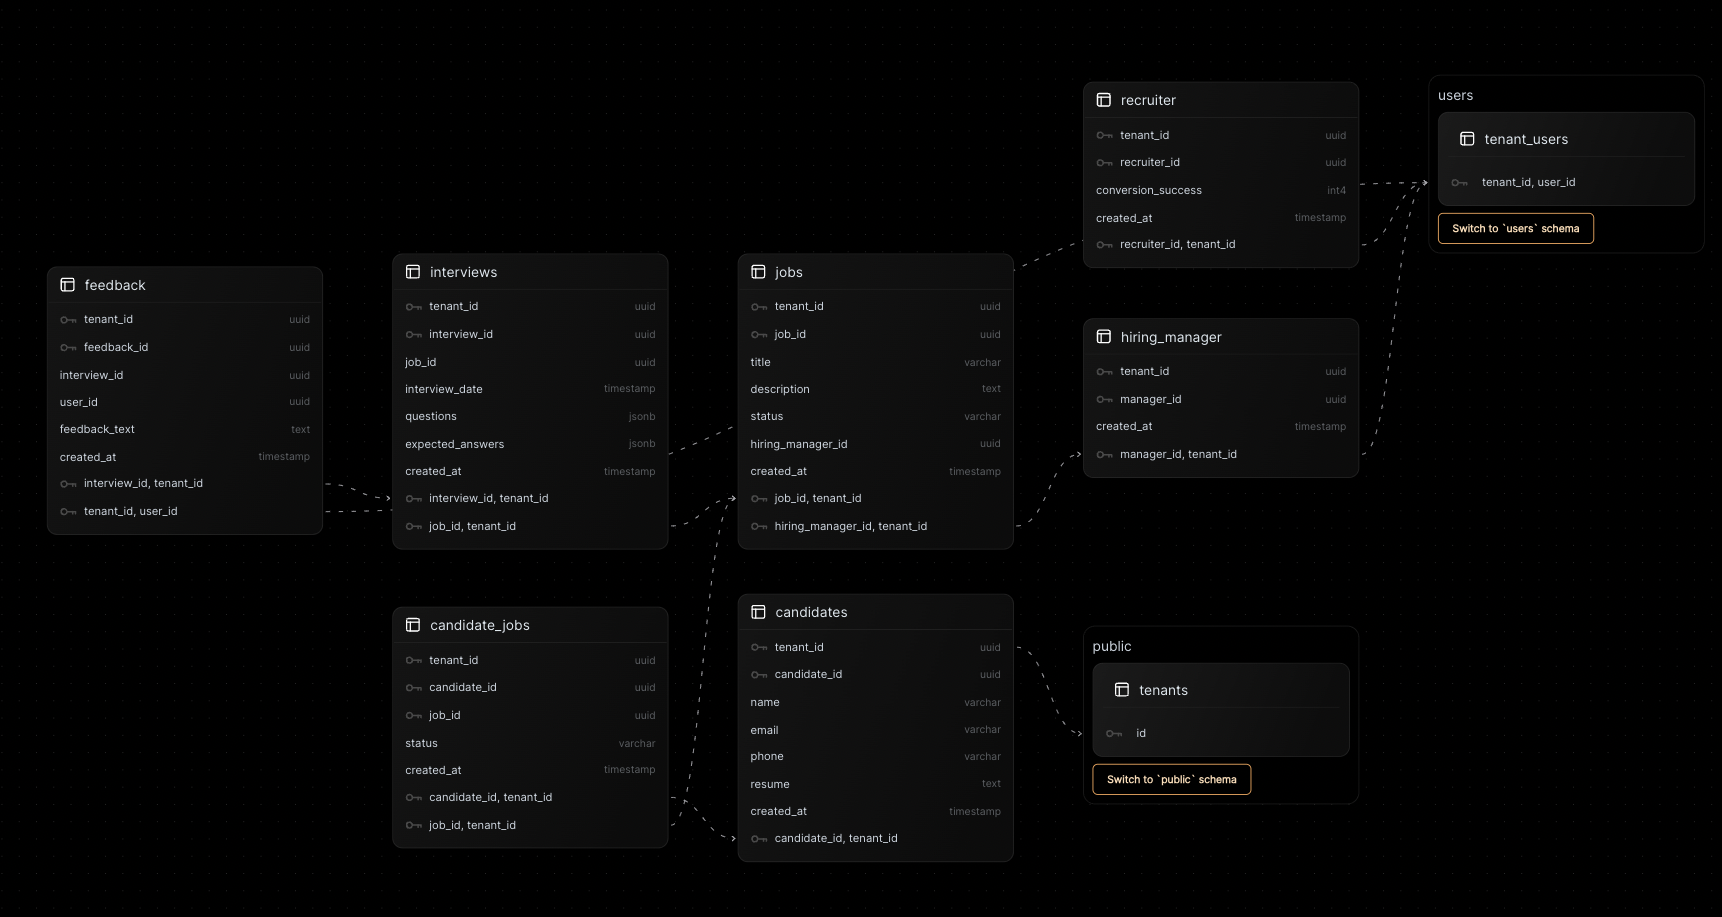 feedback
tenant_id uuid
feedback_id uuid
interview_id uuid
user_id uuid
feedback_text text
created_at timestamp
interview_id, tenant_id
tenant_id, user_id
interviews
tenant_id uuid
interview_id uuid
job_id uuid
interview_date timestamp
questions jsonb
expected_answers jsonb
created_at timestamp
interview_id, tenant_id
job_id, tenant_id
candidate_jobs
tenant_id uuid
candidate_id uuid
job_id uuid
status varchar
created_at timestamp
candidate_id, tenant_id
job_id, tenant_id
jobs
tenant_id uuid
job_id uuid
title varchar
description text
status varchar
hiring_manager_id uuid
created_at timestamp
job_id, tenant_id
hiring_manager_id, tenant_id
candidates
tenant_id uuid
candidate_id uuid
name varchar
email varchar
phone varchar
resume text
created_at timestamp
candidate_id, tenant_id
recruiter
tenant_id uuid
recruiter_id uuid
conversion_success int4
created_at timestamp
recruiter_id, tenant_id
hiring_manager
tenant_id uuid
manager_id uuid
created_at timestamp
manager_id, tenant_id
public
tenants
id
Switch to `public` schema
users
tenant_users
tenant_id, user_id
Switch to `users` schema